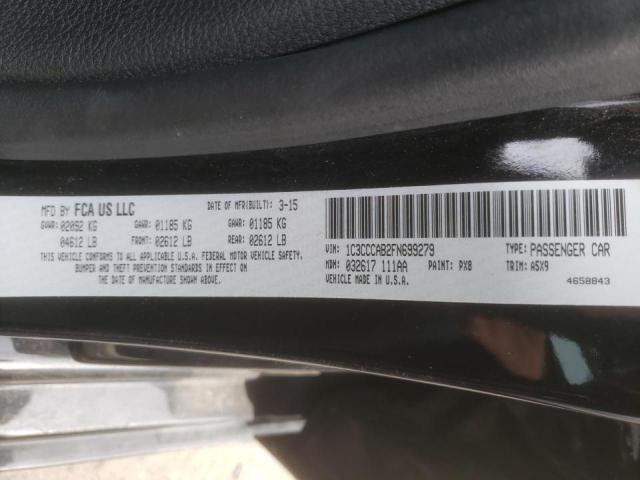 MFD BY FCA US LLC DATE OF MFR(BUILT): 3-15
GVWR: 02092 KG GAWR: 01185 KG GAWR: 01185 KG
04612 LB FRONT: 02612 LB REAR: 02612 LB
THIS VEHICLE CONFORMS TO ALL APPLICABLE U.S.A. FEDERAL MOTOR VEHICLE SAFETY,
BUMPER AND THEFT PREVENTION STANDARDS IN EFFECT ON
THE DATE OF MANUFACTURE SHOWN ABOVE.
VIN: 1C3CCCAB2FN699279 TYPE: PASSENGER CAR
MDH: 032617 111AA PAINT: PX8 TRIM: A5X9
VEHICLE MADE IN U.S.A. 4658843